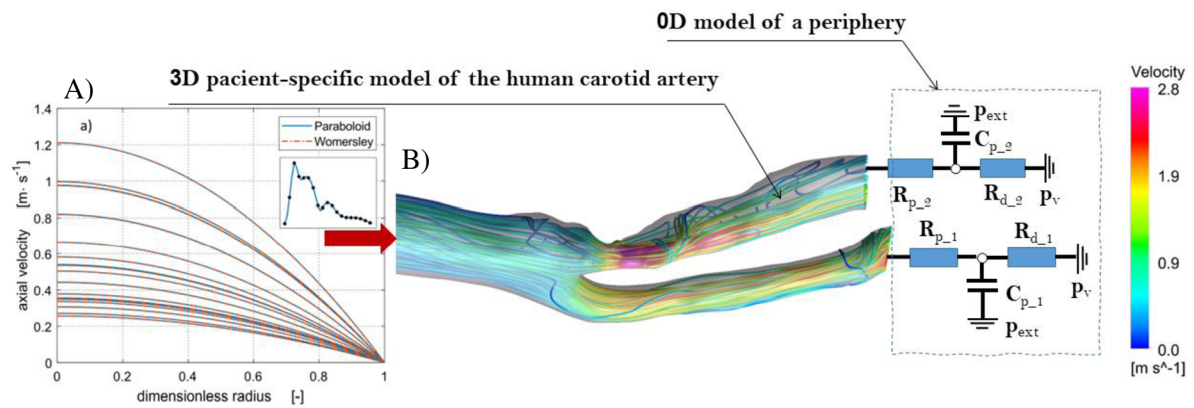 0D model of a periphery
3D pacient-specific model of the human carotid artery
A)
1.4
1.2
1
0.8
0.6
0.4
0.2
0
axial velocity [m· s⁻¹]
a)
Paraboloid
Womersley
0 0.2 0.4 0.6 0.8 1
dimensionless radius [-]
B)
pext
Cp_2
Rp_2
Rd_2
pv
Rp_1
Rd_1
Cp_1
pv
pext
Velocity
2.8
1.9
0.9
0.0
[m s^-1]